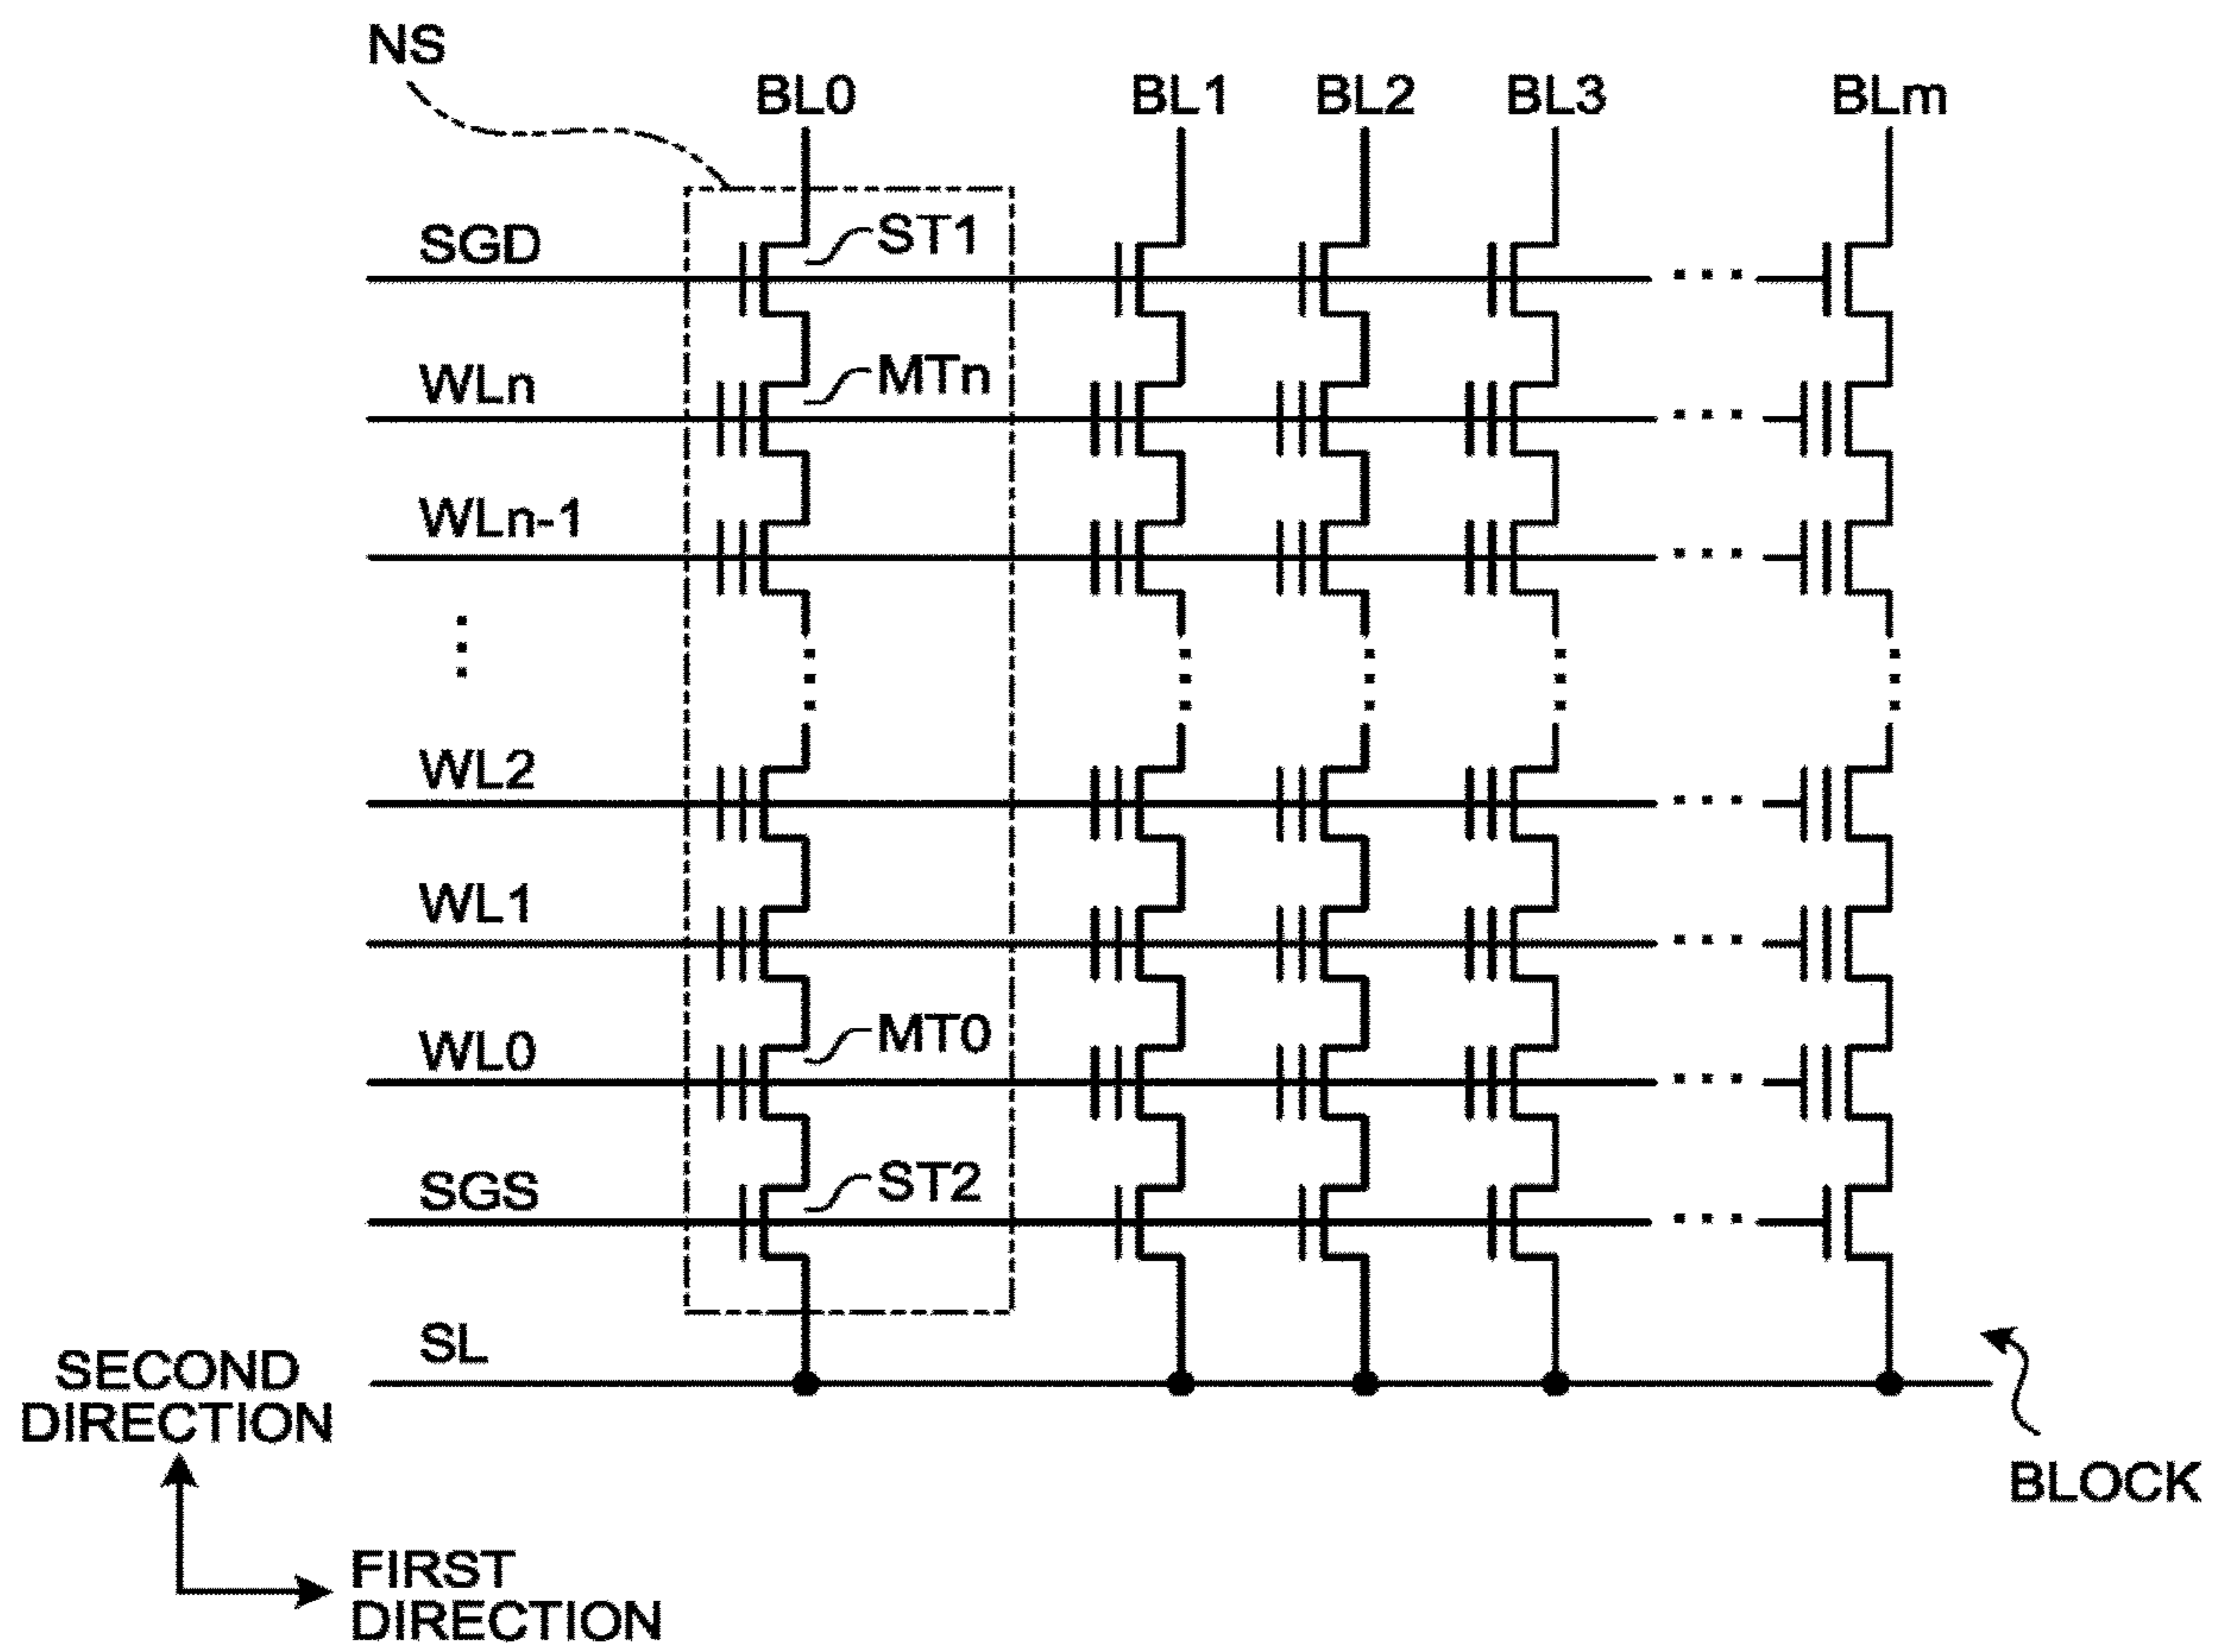 NS
BL0
BL1
BL2
BL3
BLm
SGD
ST1
WLn
MTn
WLn-1
WL2
WL1
WL0
MT0
SGS
ST2
SL
SECOND
DIRECTION
FIRST
DIRECTION
BLOCK